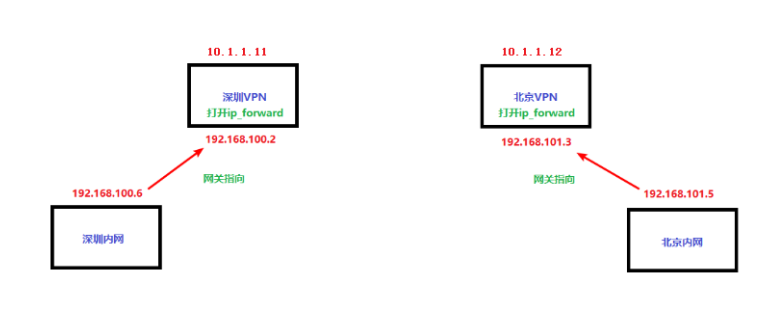 10.1.1.11
10.1.1.12
深圳VPN
打开ip_forward
北京VPN
打开ip_forward
192.168.100.2
192.168.101.3
网关指向
网关指向
192.168.100.6
192.168.101.5
深圳内网
北京内网